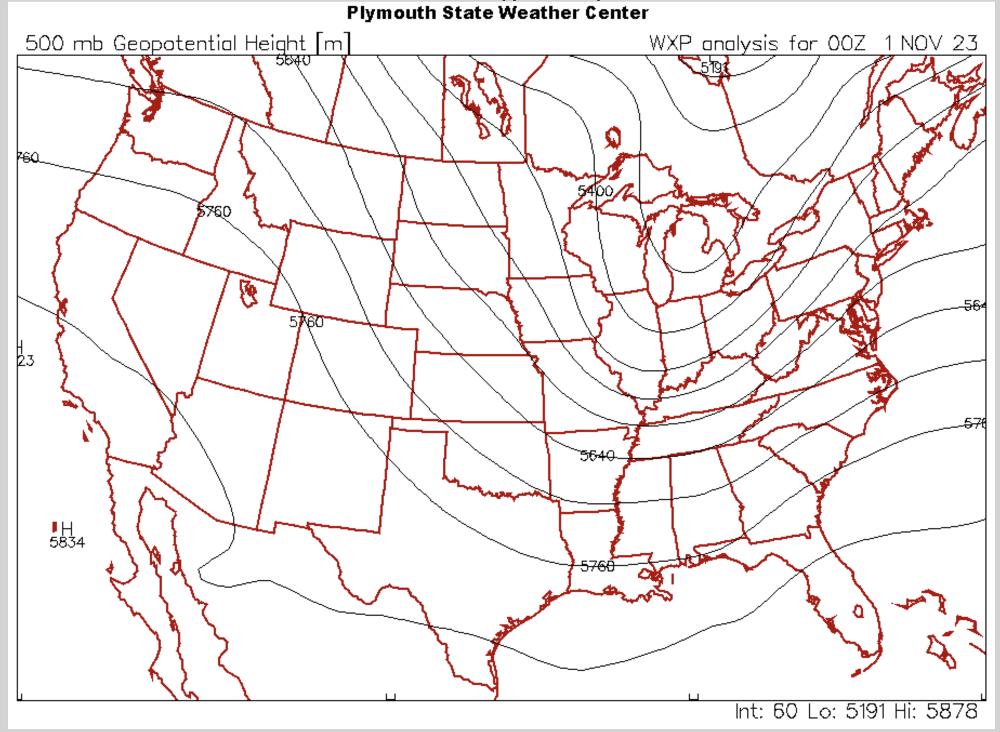 Plymouth State Weather Center
500 mb Geopotential Height [m]
WXP analysis for 00Z 1 NOV 23
5640
5191
760
5400
5760
5760
564
H
23
576
5640
H
5834
5760
Int: 60 Lo: 5191 Hi: 5878